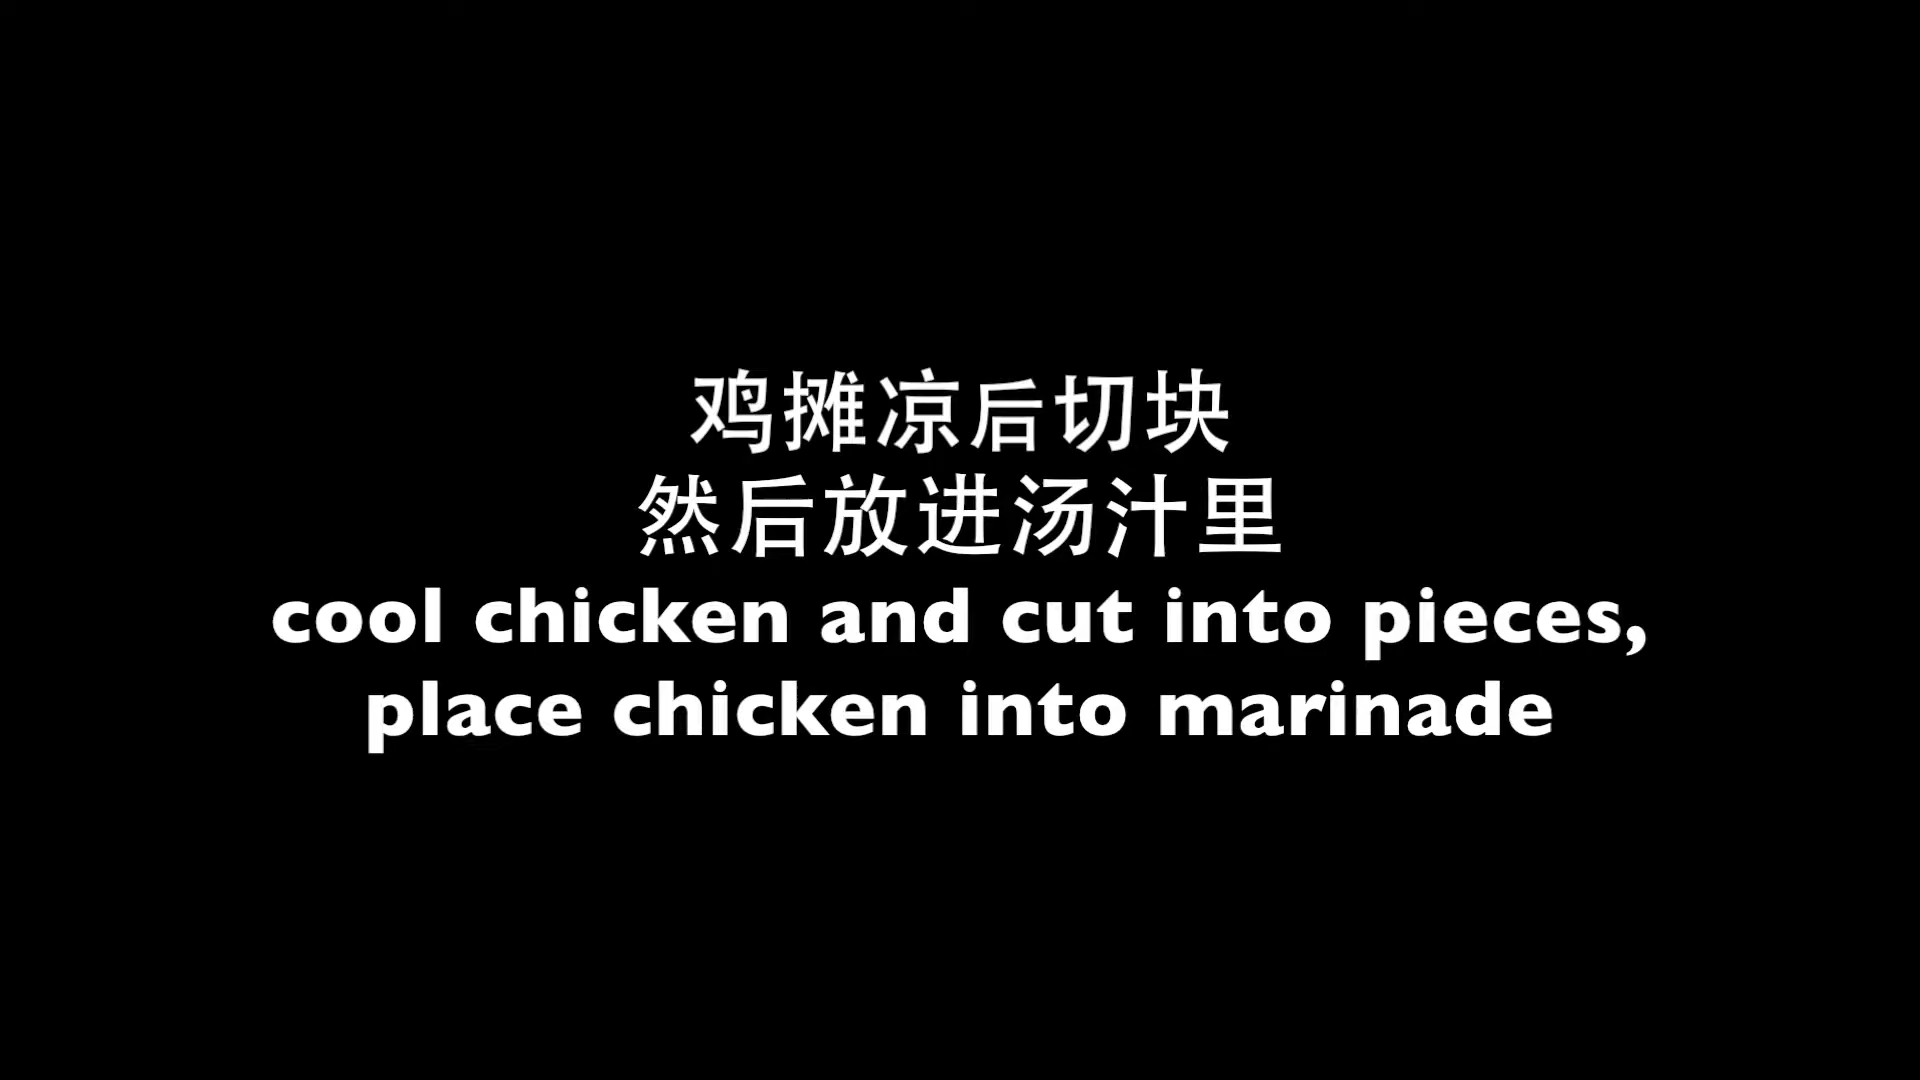 鸡摊凉后切块
然后放进汤汁里
cool chicken and cut into pieces,
place chicken into marinade